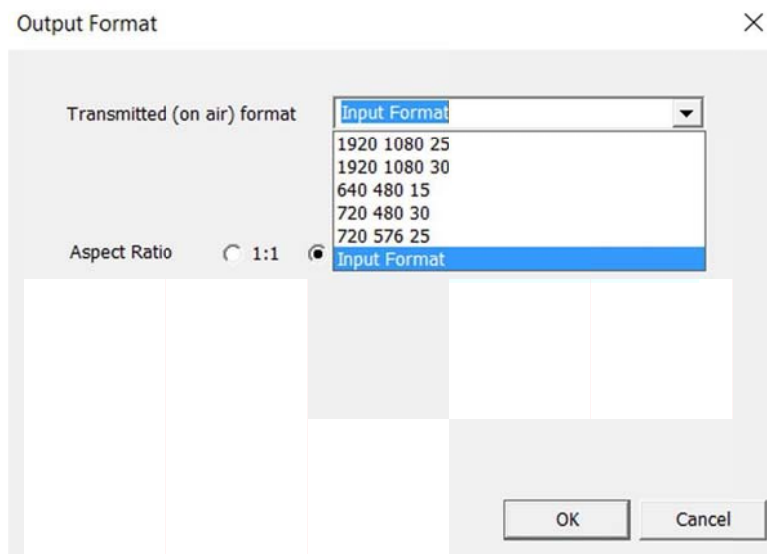 Output Format
Transmitted (on air) format
Input Format
1920 1080 25
1920 1080 30
640 480 15
720 480 30
720 576 25
Input Format
Aspect Ratio
1:1
OK
Cancel